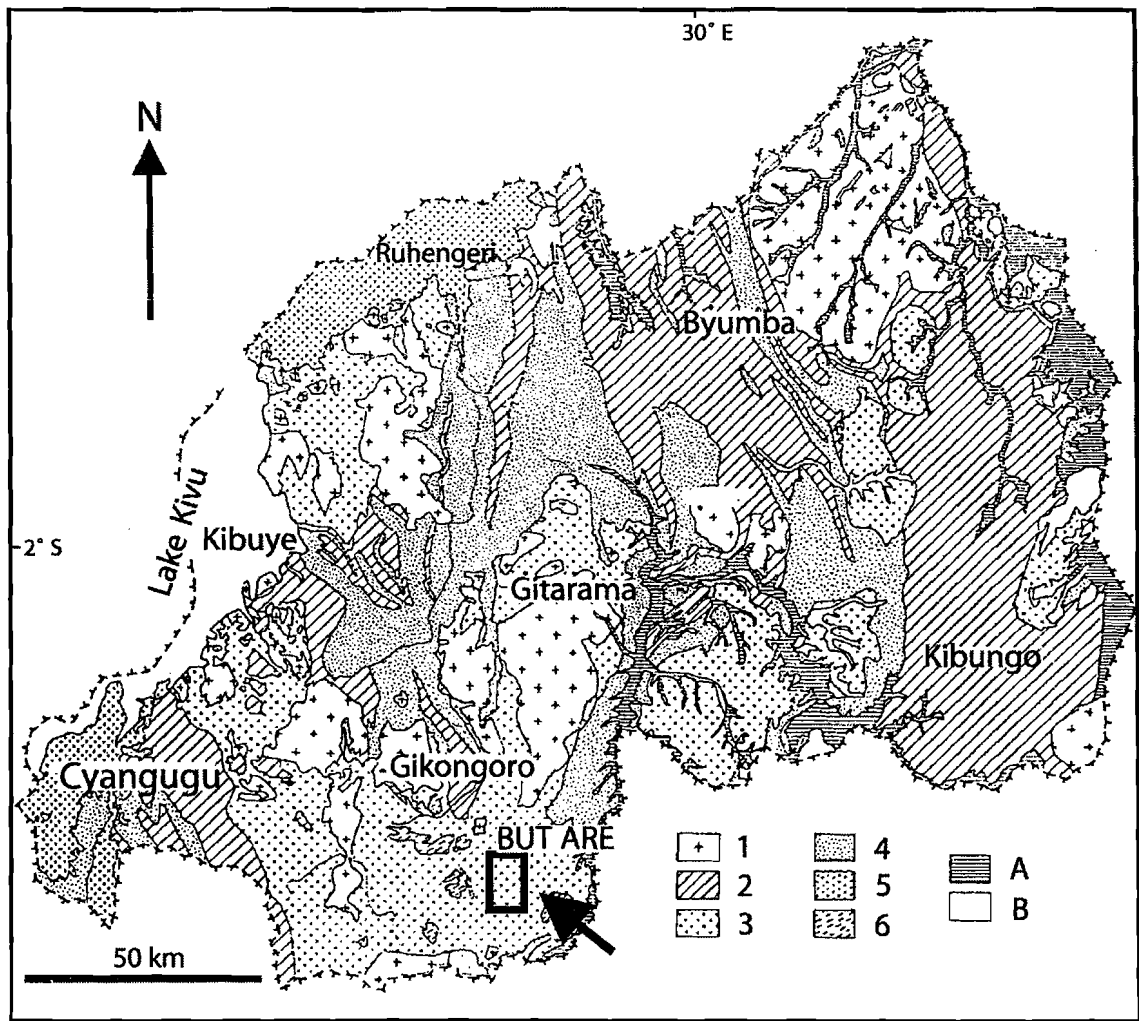 30° E
N
Ruhengeri
Byumba
Lake Kivu
2° S
Kibuye
Gitarama
Kibungo
Cyangugu
Gikongoro
BUT ARE
1 4 A
2 5 B
3 6
50 km